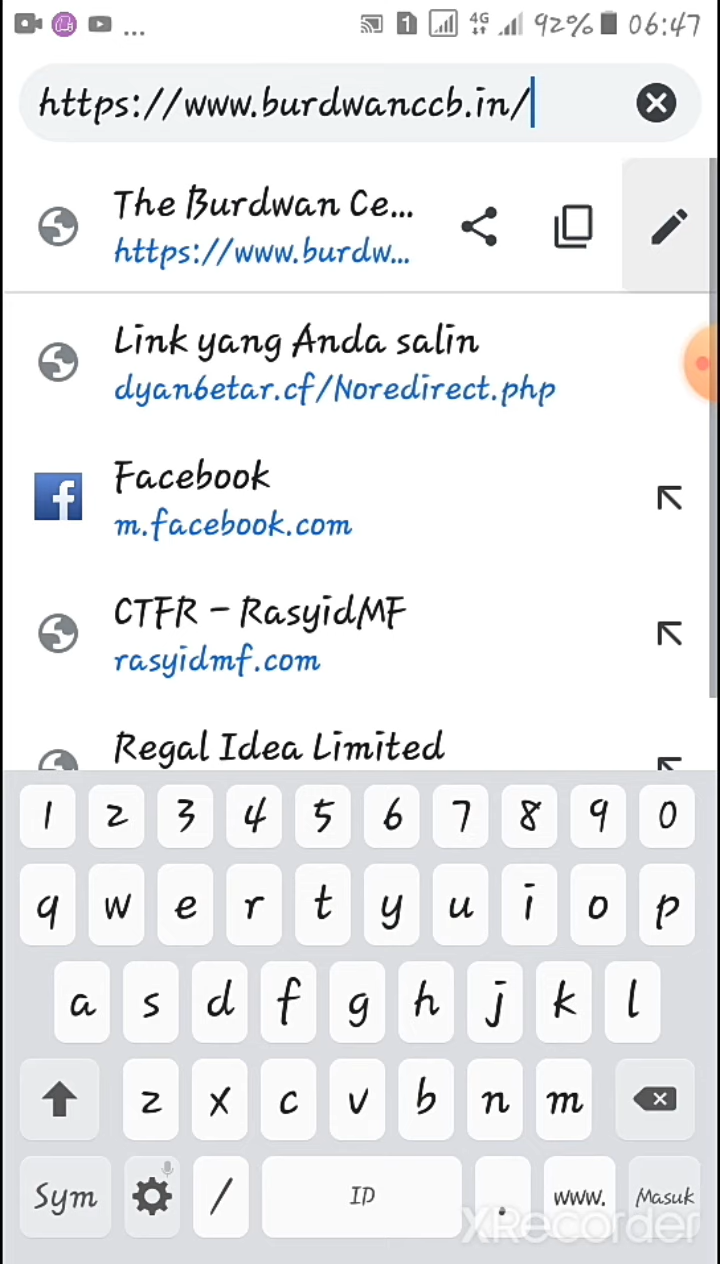 ... 1 4G 92% 06:47
https://www.burdwanccb.in/
The Burdwan Ce...
https://www.burdw...
Link yang Anda salin
dyan6etar.cf/Noredirect.php
Facebook
m.facebook.com
CTFR - RasyidMF
rasyidmf.com
Regal Idea Limited
1 2 3 4 5 6 7 8 9 0
q w e r t y u i o p
a s d f g h j k l
z x c v b n m
Sym / ID . www. Masuk
XRecorder